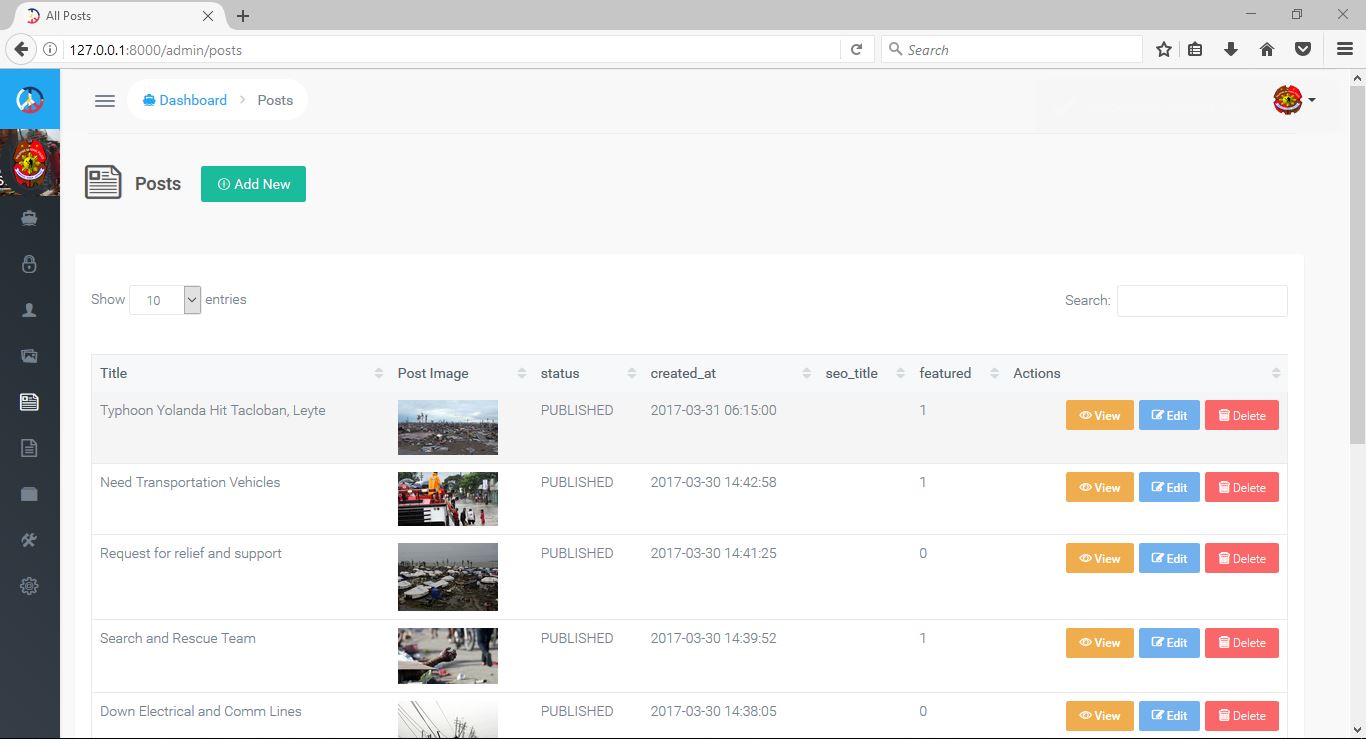 All Posts
127.0.0.1:8000/admin/posts
Search
Dashboard
Posts
Posts
Add New
Show 10 entries
Search:
Title Post Image status created_at seo_title featured Actions
Typhoon Yolanda Hit Tacloban, Leyte PUBLISHED 2017-03-31 06:15:00 1 View Edit Delete
Need Transportation Vehicles PUBLISHED 2017-03-30 14:42:58 1 View Edit Delete
Request for relief and support PUBLISHED 2017-03-30 14:41:25 0 View Edit Delete
Search and Rescue Team PUBLISHED 2017-03-30 14:39:52 1 View Edit Delete
Down Electrical and Comm Lines PUBLISHED 2017-03-30 14:38:05 0 View Edit Delete